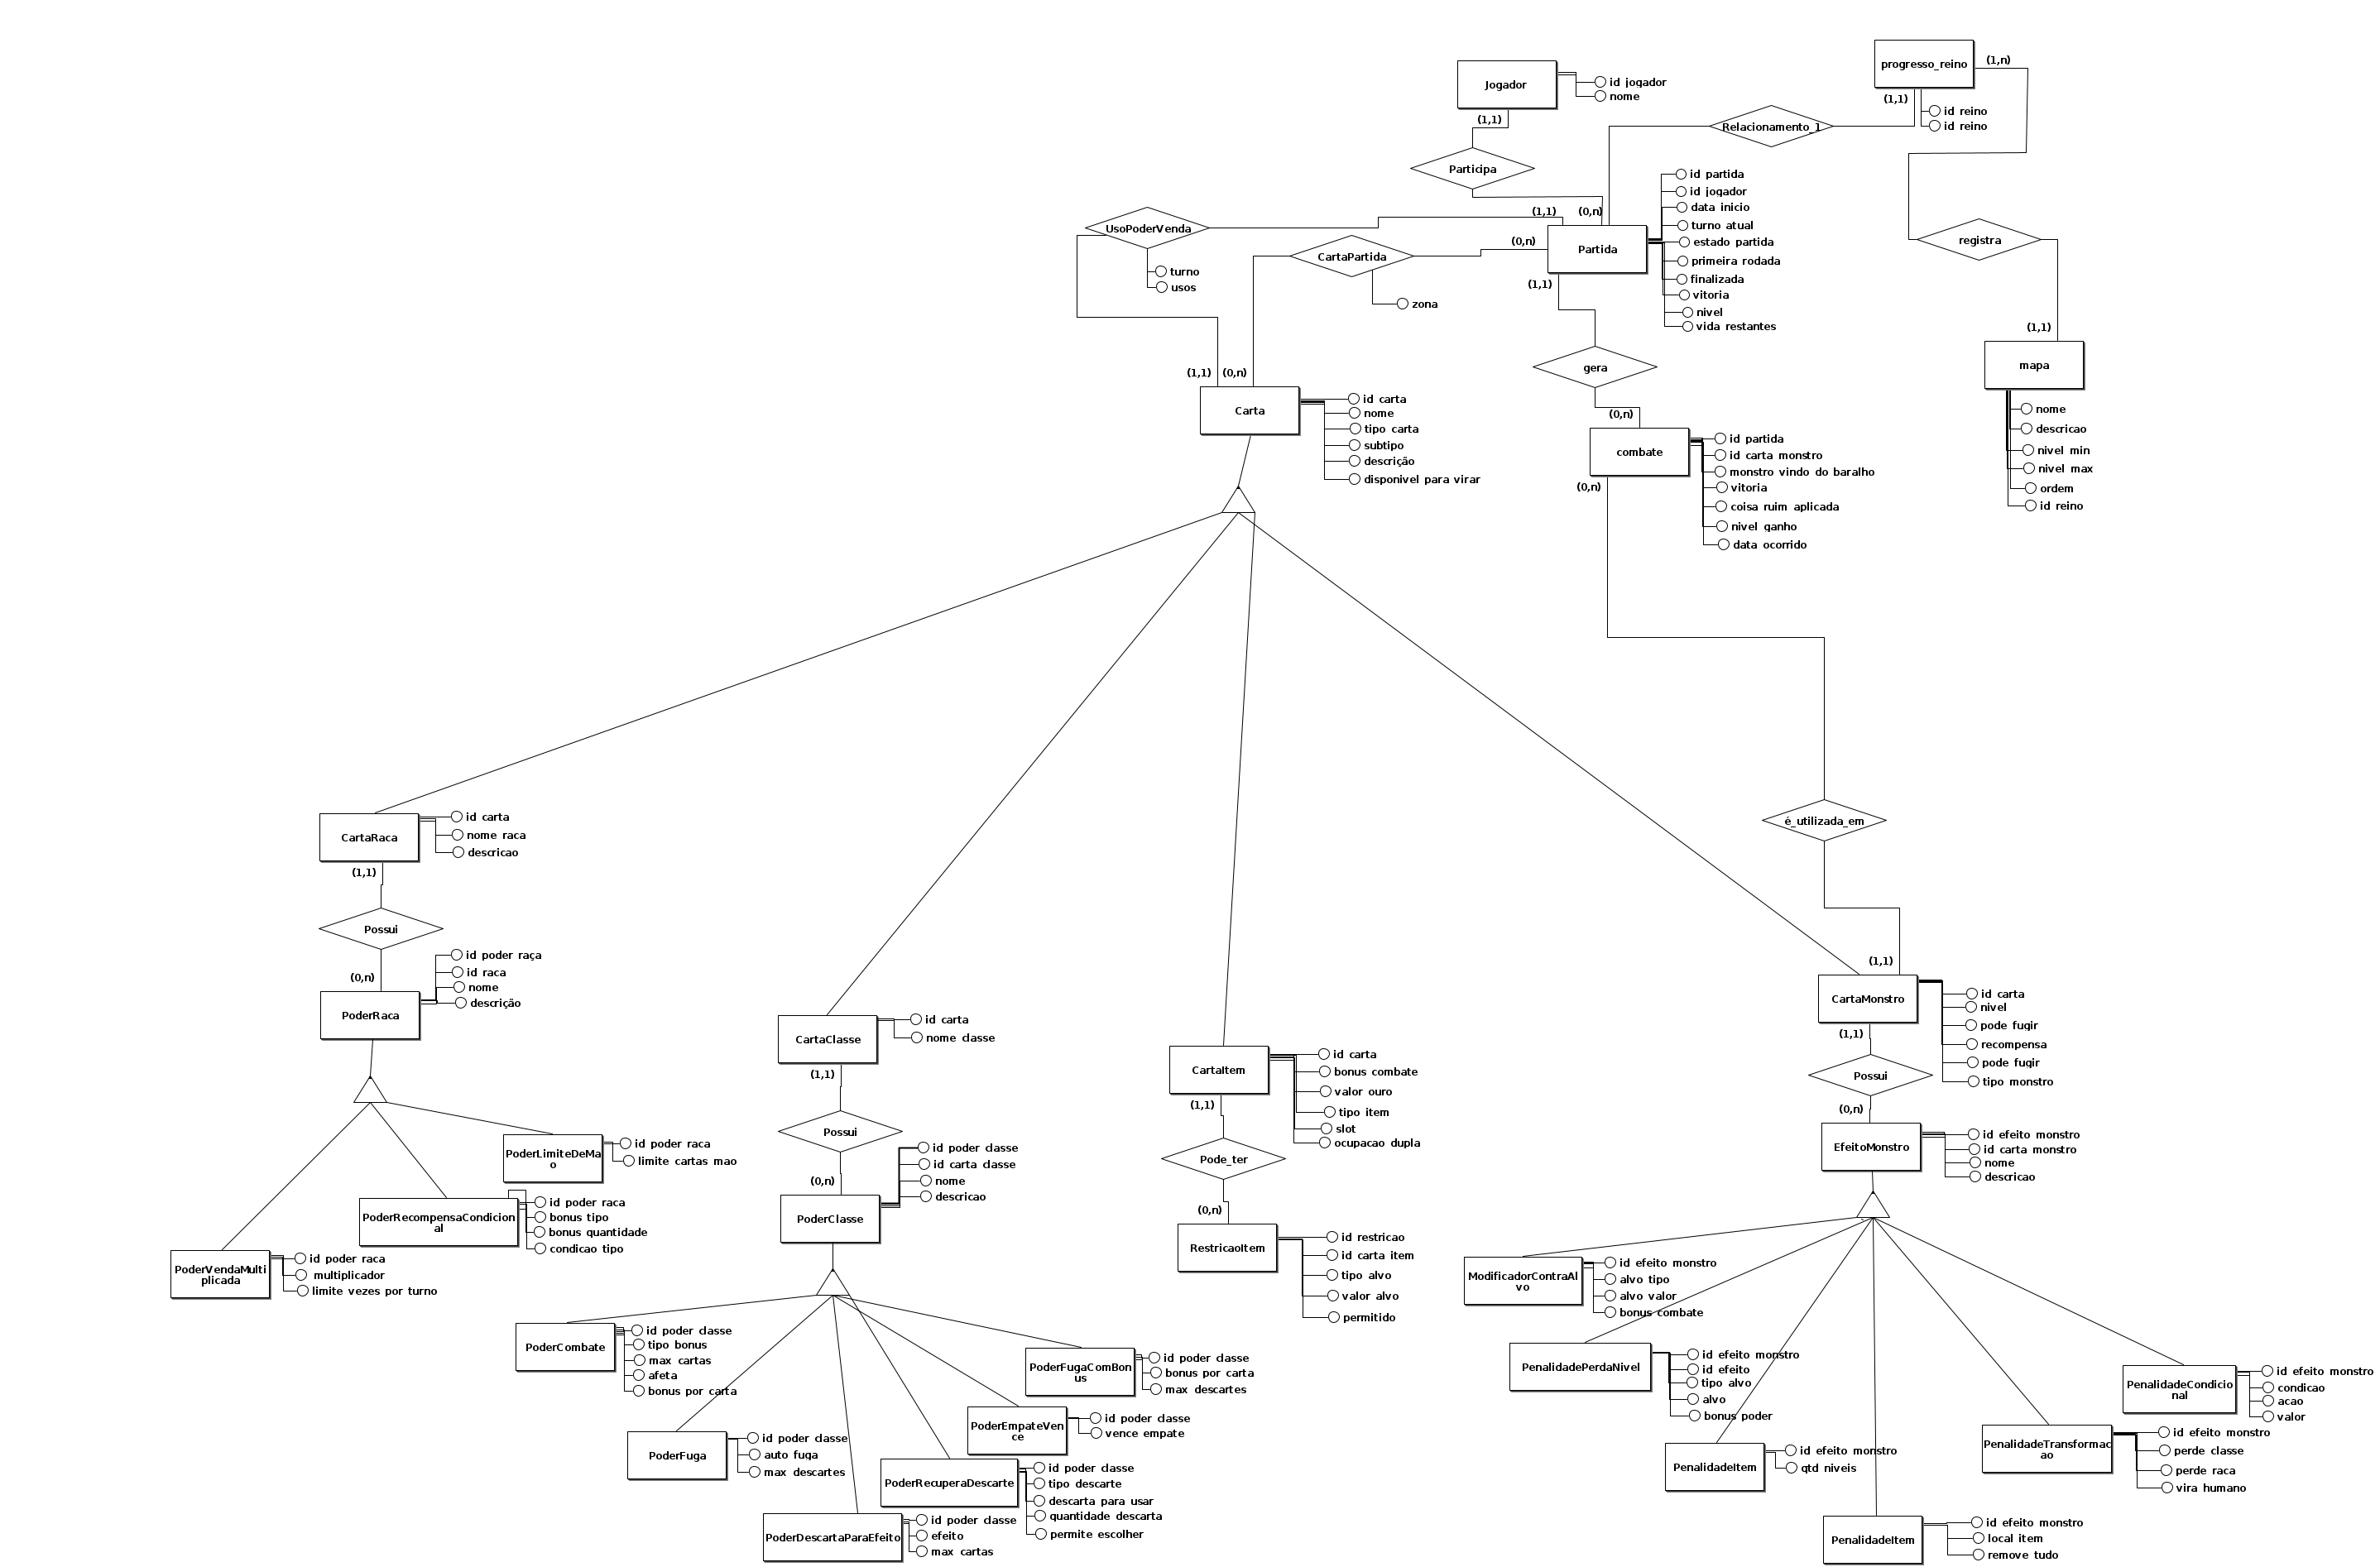 progresso_reino
(1,n)
(1,1)
id reino
id reino
Jogador
id jogador
nome
(1,1)
Participa
Relacionamento_1
UsoPoderVenda
turno
usos
(1,1)
(0,n)
CartaPartida
zona
(0,n)
Partida
id partida
id jogador
data inicio
turno atual
estado partida
primeira rodada
finalizada
vitoria
nivel
vida restantes
(1,1)
registra
(1,1)
mapa
nome
descricao
nivel min
nivel max
ordem
id reino
gera
(0,n)
combate
id partida
id carta monstro
monstro vindo do baralho
vitoria
coisa ruim aplicada
nivel ganho
data ocorrido
(0,n)
(1,1)
(0,n)
Carta
id carta
nome
tipo carta
subtipo
descrição
disponivel para virar
é_utilizada_em
(1,1)
CartaRaca
id carta
nome raca
descricao
(1,1)
Possui
(0,n)
PoderRaca
id poder raça
id raca
nome
descrição
PoderLimiteDeMa
o
id poder raca
limite cartas mao
PoderRecompensaCondicion
al
id poder raca
bonus tipo
bonus quantidade
condicao tipo
PoderVendaMulti
plicada
id poder raca
multiplicador
limite vezes por turno
CartaClasse
id carta
nome classe
(1,1)
Possui
(0,n)
PoderClasse
id poder classe
id carta classe
nome
descricao
PoderCombate
id poder classe
tipo bonus
max cartas
afeta
bonus por carta
PoderFuga
id poder classe
auto fuga
max descartes
PoderDescartaParaEfeito
id poder classe
efeito
max cartas
PoderRecuperaDescarte
id poder classe
tipo descarte
descarta para usar
quantidade descarta
permite escolher
PoderEmpateVen
ce
id poder classe
vence empate
PoderFugaComBon
us
id poder classe
bonus por carta
max descartes
CartaItem
id carta
bonus combate
valor ouro
tipo item
slot
ocupacao dupla
(1,1)
Pode_ter
(0,n)
RestricaoItem
id restricao
id carta item
tipo alvo
valor alvo
permitido
CartaMonstro
id carta
nivel
pode fugir
recompensa
pode fugir
tipo monstro
(1,1)
Possui
(0,n)
EfeitoMonstro
id efeito monstro
id carta monstro
nome
descricao
ModificadorContraAl
vo
id efeito monstro
alvo tipo
alvo valor
bonus combate
PenalidadePerdaNivel
id efeito monstro
id efeito
tipo alvo
alvo
bonus poder
PenalidadeItem
id efeito monstro
qtd niveis
PenalidadeItem
id efeito monstro
local item
remove tudo
PenalidadeTransformac
ao
id efeito monstro
perde classe
perde raca
vira humano
PenalidadeCondicio
nal
id efeito monstro
condicao
acao
valor